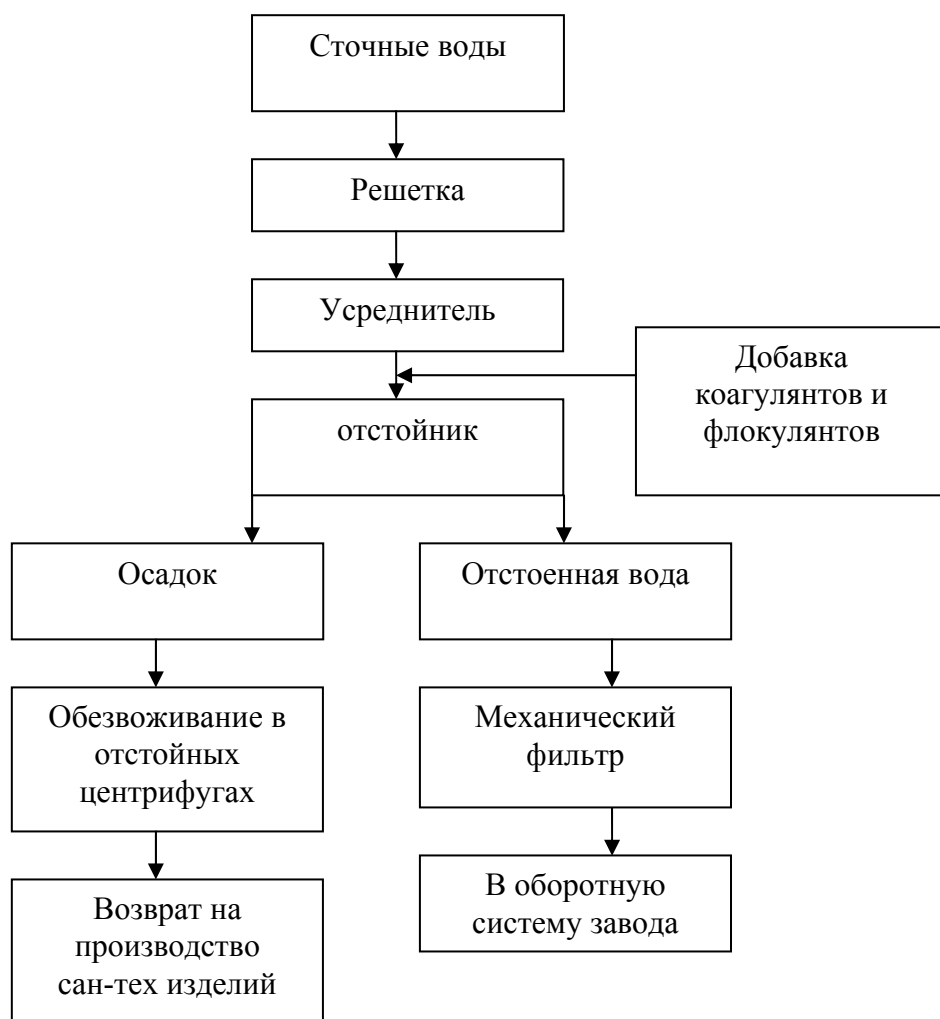 Сточные воды
Решетка
Усреднитель
Добавка
коагулянтов и
флокулянтов
отстойник
Осадок
Отстоенная вода
Обезвоживание в
отстойных
центрифугах
Механический
фильтр
Возврат на
производство
сан-тех изделий
В оборотную
систему завода